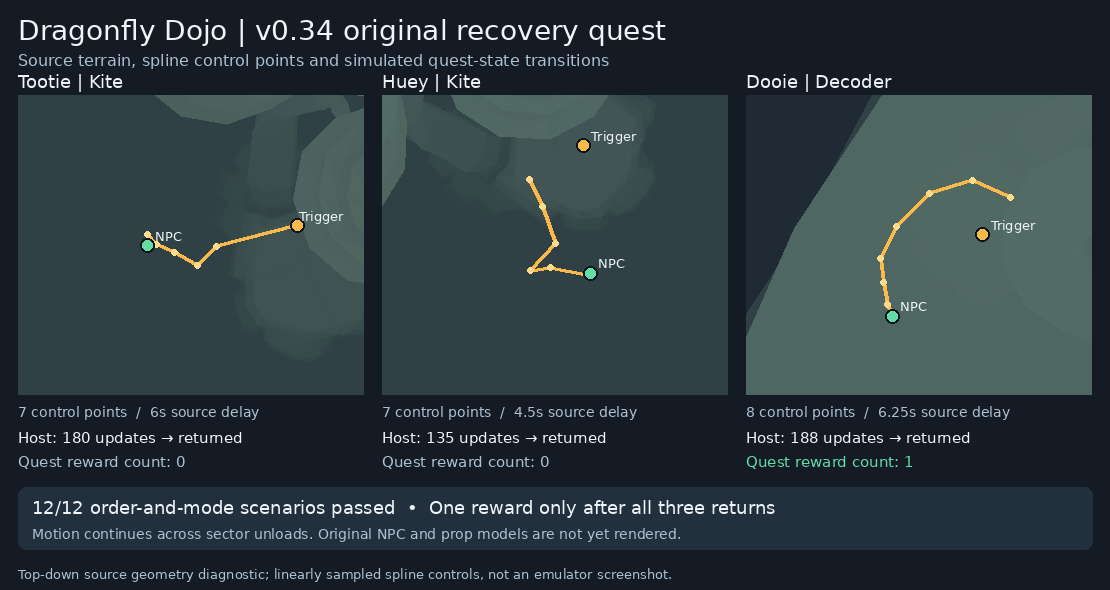 Dragonfly Dojo | v0.34 original recovery quest
Source terrain, spline control points and simulated quest-state transitions
Tootie | Kite
Trigger
NPC
7 control points / 6s source delay
Host: 180 updates → returned
Quest reward count: 0
Huey | Kite
Trigger
NPC
7 control points / 4.5s source delay
Host: 135 updates → returned
Quest reward count: 0
Dooie | Decoder
Trigger
NPC
8 control points / 6.25s source delay
Host: 188 updates → returned
Quest reward count: 1
12/12 order-and-mode scenarios passed • One reward only after all three returns
Motion continues across sector unloads. Original NPC and prop models are not yet rendered.
Top-down source geometry diagnostic; linearly sampled spline controls, not an emulator screenshot.